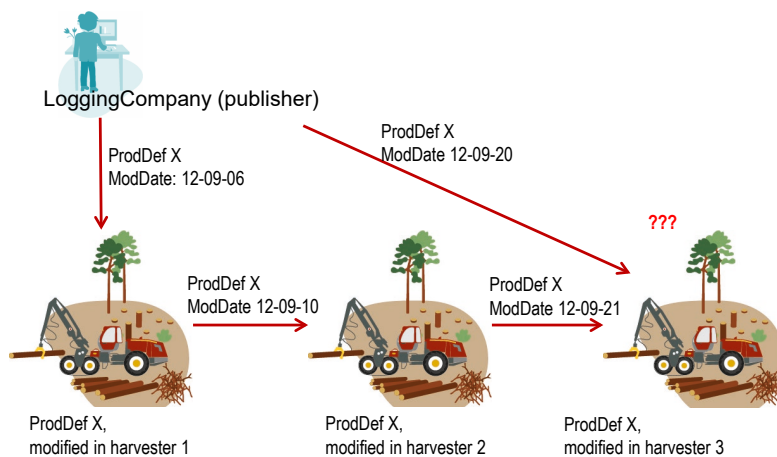 LoggingCompany (publisher)
ProdDef X
ModDate: 12-09-06
ProdDef X
ModDate 12-09-20
???
ProdDef X
ModDate 12-09-10
ProdDef X
ModDate 12-09-21
ProdDef X,
modified in harvester 1
ProdDef X,
modified in harvester 2
ProdDef X,
modified in harvester 3